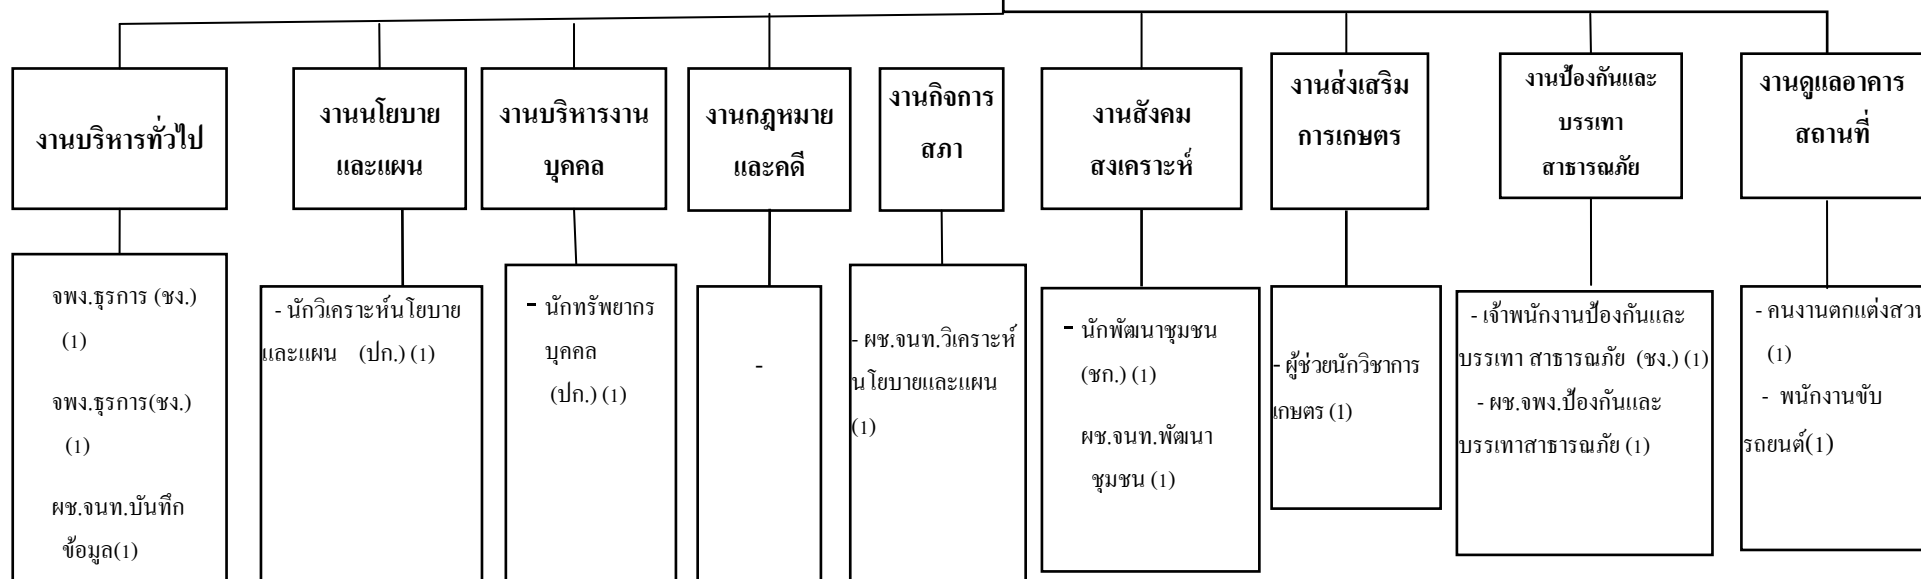 งานบริหารทั่วไป
งานนโยบาย
และแผน
งานบริหารงาน
บุคคล
งานกฎหมาย
และคดี
งานกิจการ
สภา
งานสังคม
สงเคราะห์
งานส่งเสริม
การเกษตร
งานป้องกันและ
บรรเทา
สาธารณภัย
งานดูแลอาคาร
สถานที่
จพง.ธุรการ (ชง.)
(1)
จพง.ธุรการ(ชง.)
(1)
ผช.จนท.บันทึก
ข้อมูล(1)
- นักวิเคราะห์นโยบาย
และแผน (ปก.) (1)
- นักทรัพยากร
บุคคล
(ปก.) (1)
-
- ผช.จนท.วิเคราะห์
นโยบายและแผน
(1)
- นักพัฒนาชุมชน
(ชก.) (1)
ผช.จนท.พัฒนา
ชุมชน (1)
- ผู้ช่วยนักวิชาการ
เกษตร (1)
- เจ้าพนักงานป้องกันและ
บรรเทา สาธารณภัย (ชง.) (1)
- ผช.จพง.ป้องกันและ
บรรเทาสาธารณภัย (1)
- คนงานตกแต่งสวน
(1)
- พนักงานขับ
รถยนต์(1)